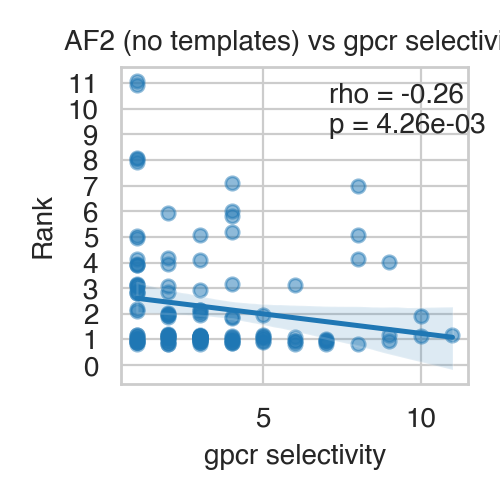 AF2 (no templates) vs gpcr selectivi
rho = -0.26
p = 4.26e-03
11
10
9
8
7
6
5
4
3
2
1
0
Rank
5
10
gpcr selectivity